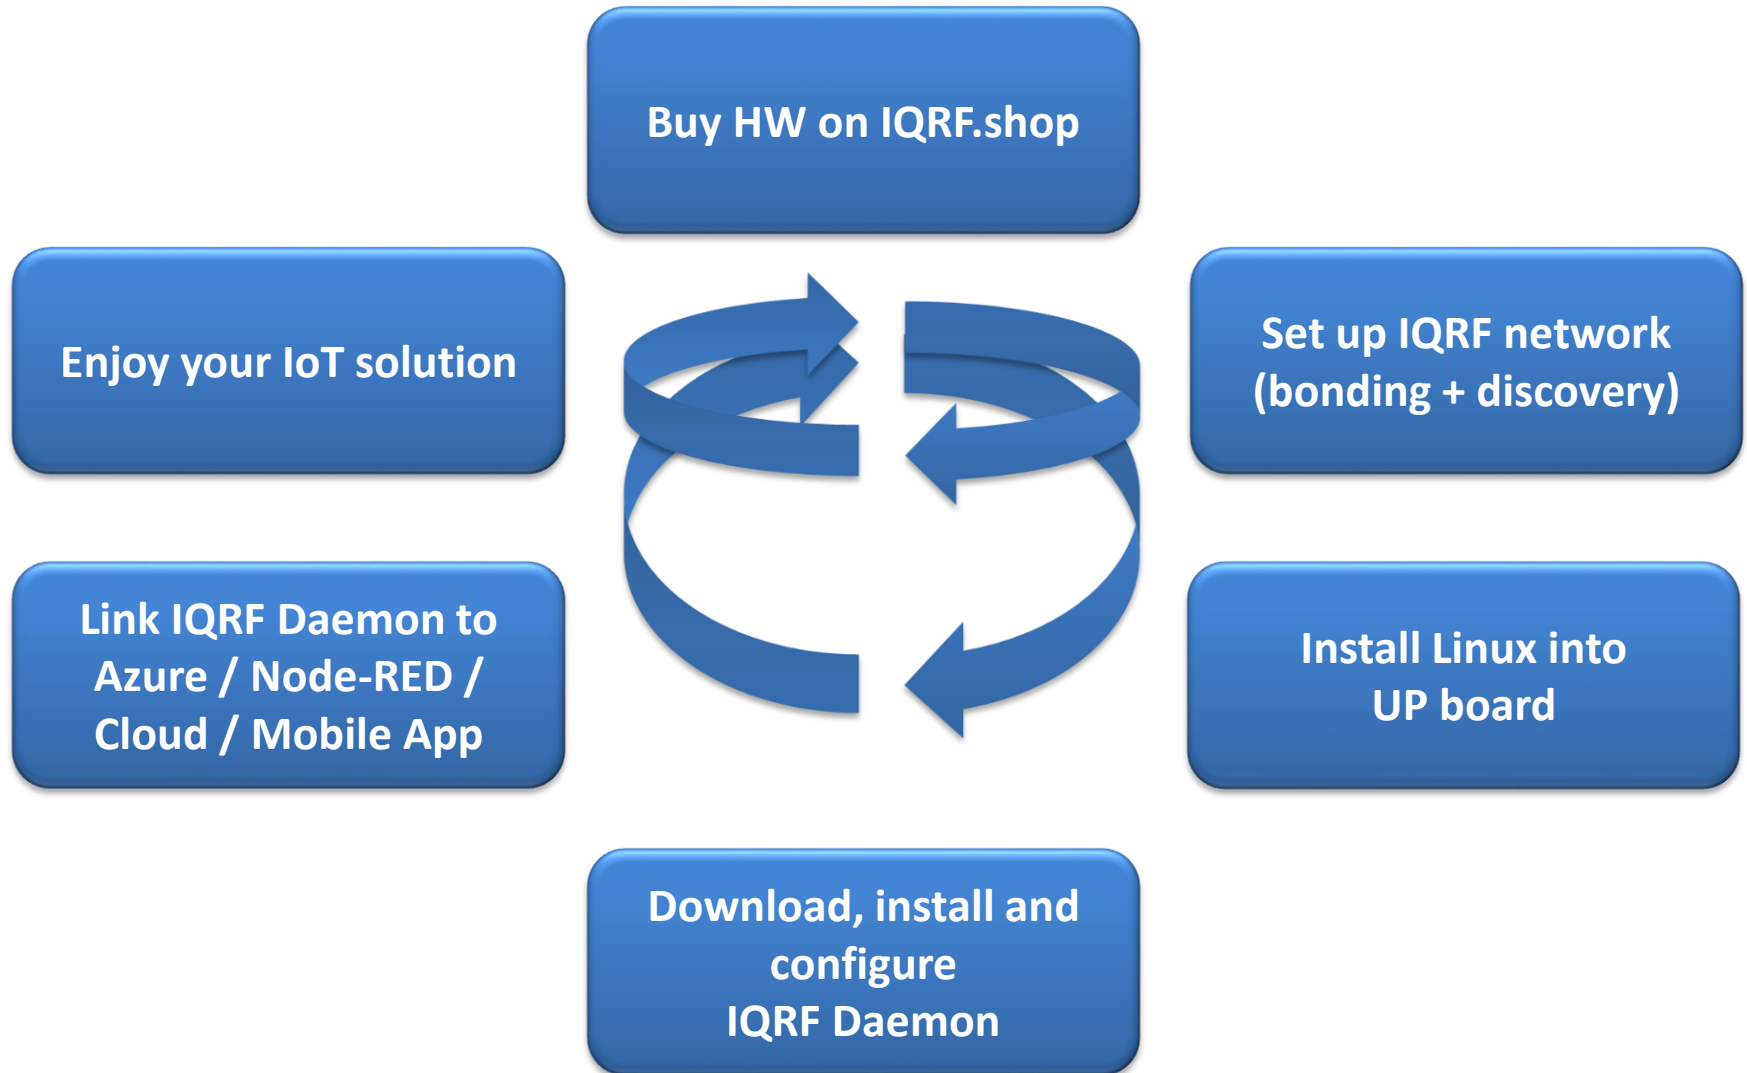 Buy HW on IQRF.shop
Set up IQRF network
(bonding + discovery)
Install Linux into
UP board
Download, install and
configure
IQRF Daemon
Link IQRF Daemon to
Azure / Node-RED /
Cloud / Mobile App
Enjoy your IoT solution